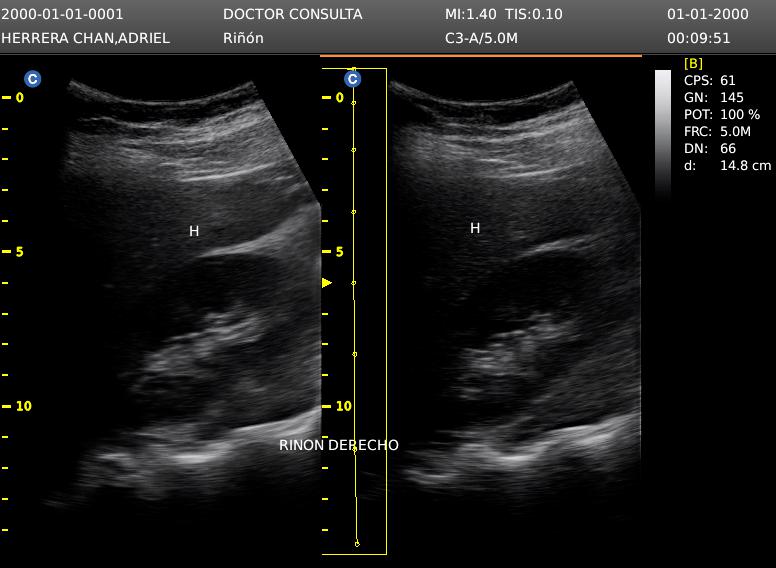 2000-01-01-0001 DOCTOR CONSULTA MI:1.40 TIS:0.10 01-01-2000
HERRERA CHAN,ADRIEL Riñón C3-A/5.0M 00:09:51
C
0
5
10
H
C
0
5
10
H
RINON DERECHO
[B]
CPS: 61
GN: 145
POT: 100 %
FRC: 5.0M
DN: 66
d: 14.8 cm